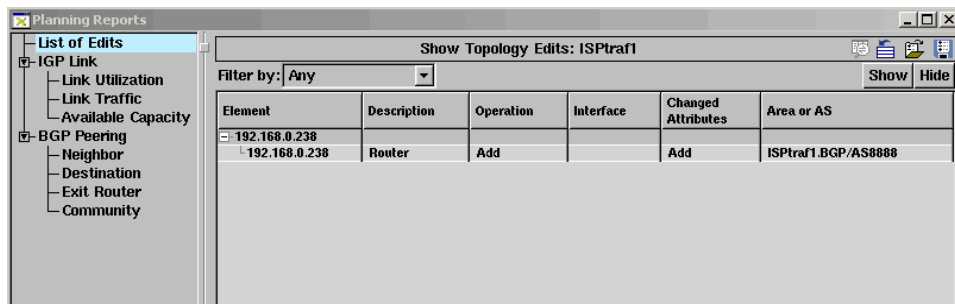 Planning Reports
List of Edits
IGP Link
Link Utilization
Link Traffic
Available Capacity
BGP Peering
Neighbor
Destination
Exit Router
Community
Show Topology Edits: ISPtraf1
Filter by: Any
Show Hide
Element Description Operation Interface Changed Attributes Area or AS
192.168.0.238
192.168.0.238 Router Add Add ISPtraf1.BGP/AS8888